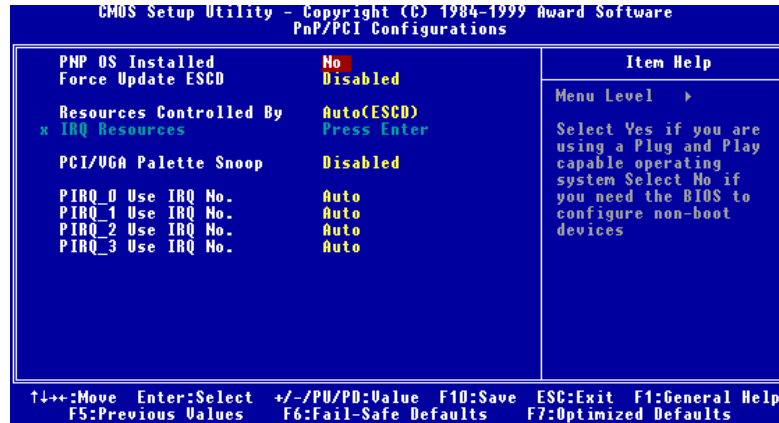 CMOS Setup Utility - Copyright (C) 1984-1999 Award Software
PnP/PCI Configurations
PNP OS Installed No
Force Update ESCD Disabled
Resources Controlled By Auto(ESCD)
x IRQ Resources Press Enter
PCI/VGA Palette Snoop Disabled
PIRQ_0 Use IRQ No. Auto
PIRQ_1 Use IRQ No. Auto
PIRQ_2 Use IRQ No. Auto
PIRQ_3 Use IRQ No. Auto
Item Help
Menu Level ▸
Select Yes if you are
using a Plug and Play
capable operating
system Select No if
you need the BIOS to
configure non-boot
devices
↑↓→←:Move Enter:Select +/-/PU/PD:Value F10:Save ESC:Exit F1:General Help
F5:Previous Values F6:Fail-Safe Defaults F7:Optimized Defaults